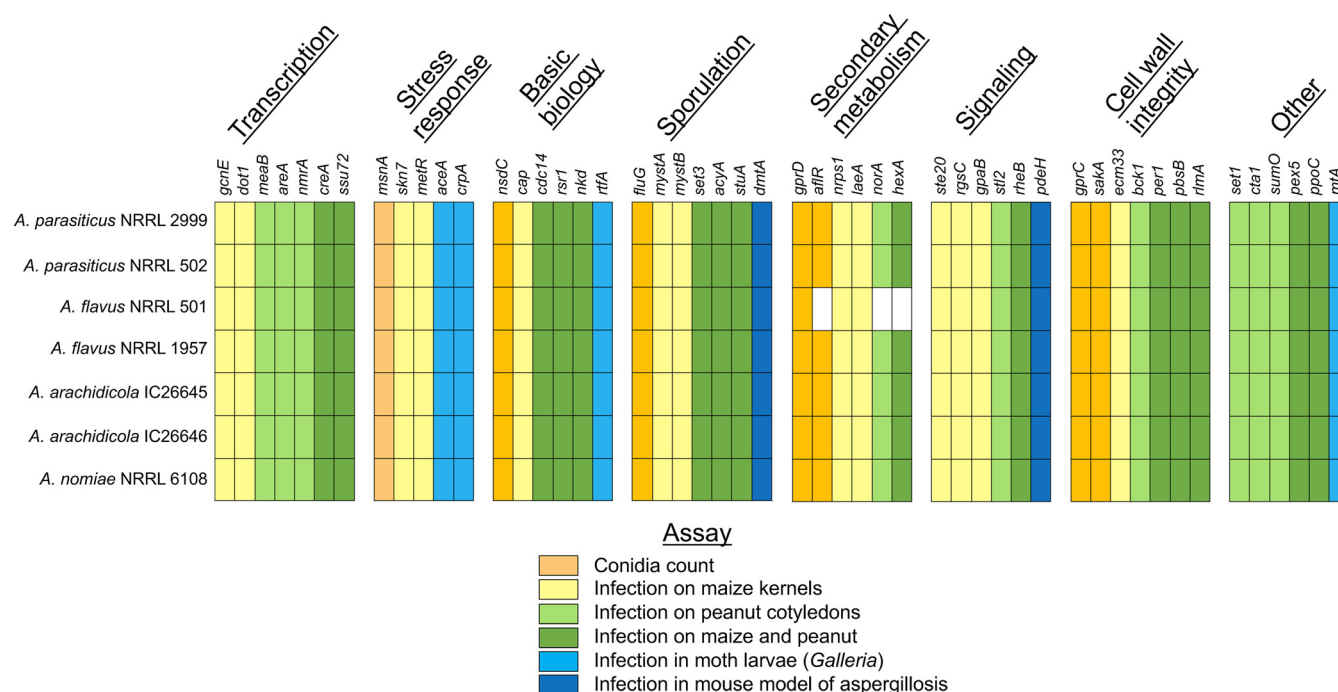 Transcription
Stress
response
Basic
biology
Sporulation
Secondary
metabolism
Signaling
Cell wall
integrity
Other
gcnE dot1 meaB areA nmrA creA ssu72
msnA skn7 metR aceA crpA
nsdC cap cdc14 rsr1 nkd rtfA
fluG mystA mystB set3 acyA stuA dmtA
gprD aflR nrps1 laeA norA hexA
ste20 rgsC gpaB stl2 rheB pdeH
gprC sakA ecm33 bck1 per1 pbsB rlmA
set1 cta1 sumO pex5 ppoC
A. parasiticus NRRL 2999
A. parasiticus NRRL 502
A. flavus NRRL 501
A. flavus NRRL 1957
A. arachidicola IC26645
A. arachidicola IC26646
A. nomiae NRRL 6108
Assay
Conidia count
Infection on maize kernels
Infection on peanut cotyledons
Infection on maize and peanut
Infection in moth larvae (Galleria)
Infection in mouse model of aspergillosis